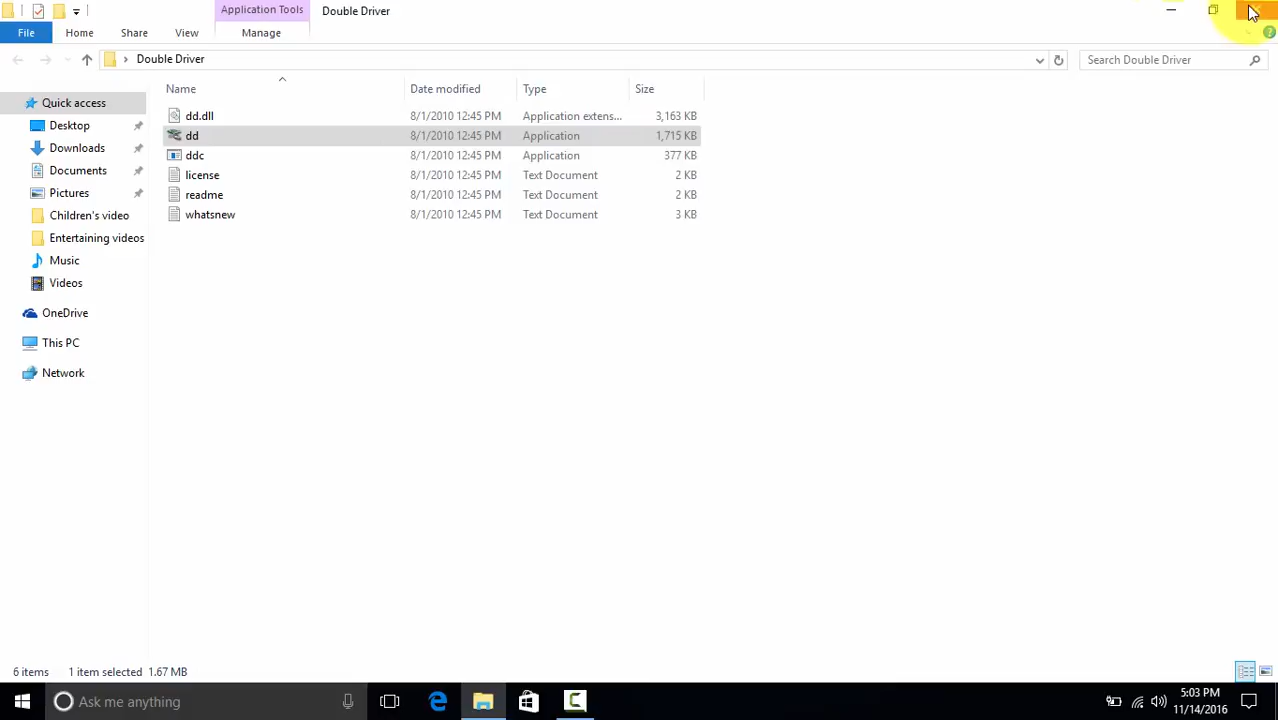 Application Tools
Double Driver
File
Home
Share
View
Manage
Double Driver
Search Double Driver
Name
Date modified
Type
Size
Quick access
Desktop
Downloads
Documents
Pictures
Children's video
Entertaining videos
Music
Videos
OneDrive
This PC
Network
dd.dll 8/1/2010 12:45 PM Application extens... 3,163 KB
dd 8/1/2010 12:45 PM Application 1,715 KB
ddc 8/1/2010 12:45 PM Application 377 KB
license 8/1/2010 12:45 PM Text Document 2 KB
readme 8/1/2010 12:45 PM Text Document 2 KB
whatsnew 8/1/2010 12:45 PM Text Document 3 KB
6 items 1 item selected 1.67 MB
Ask me anything
5:03 PM
11/14/2016